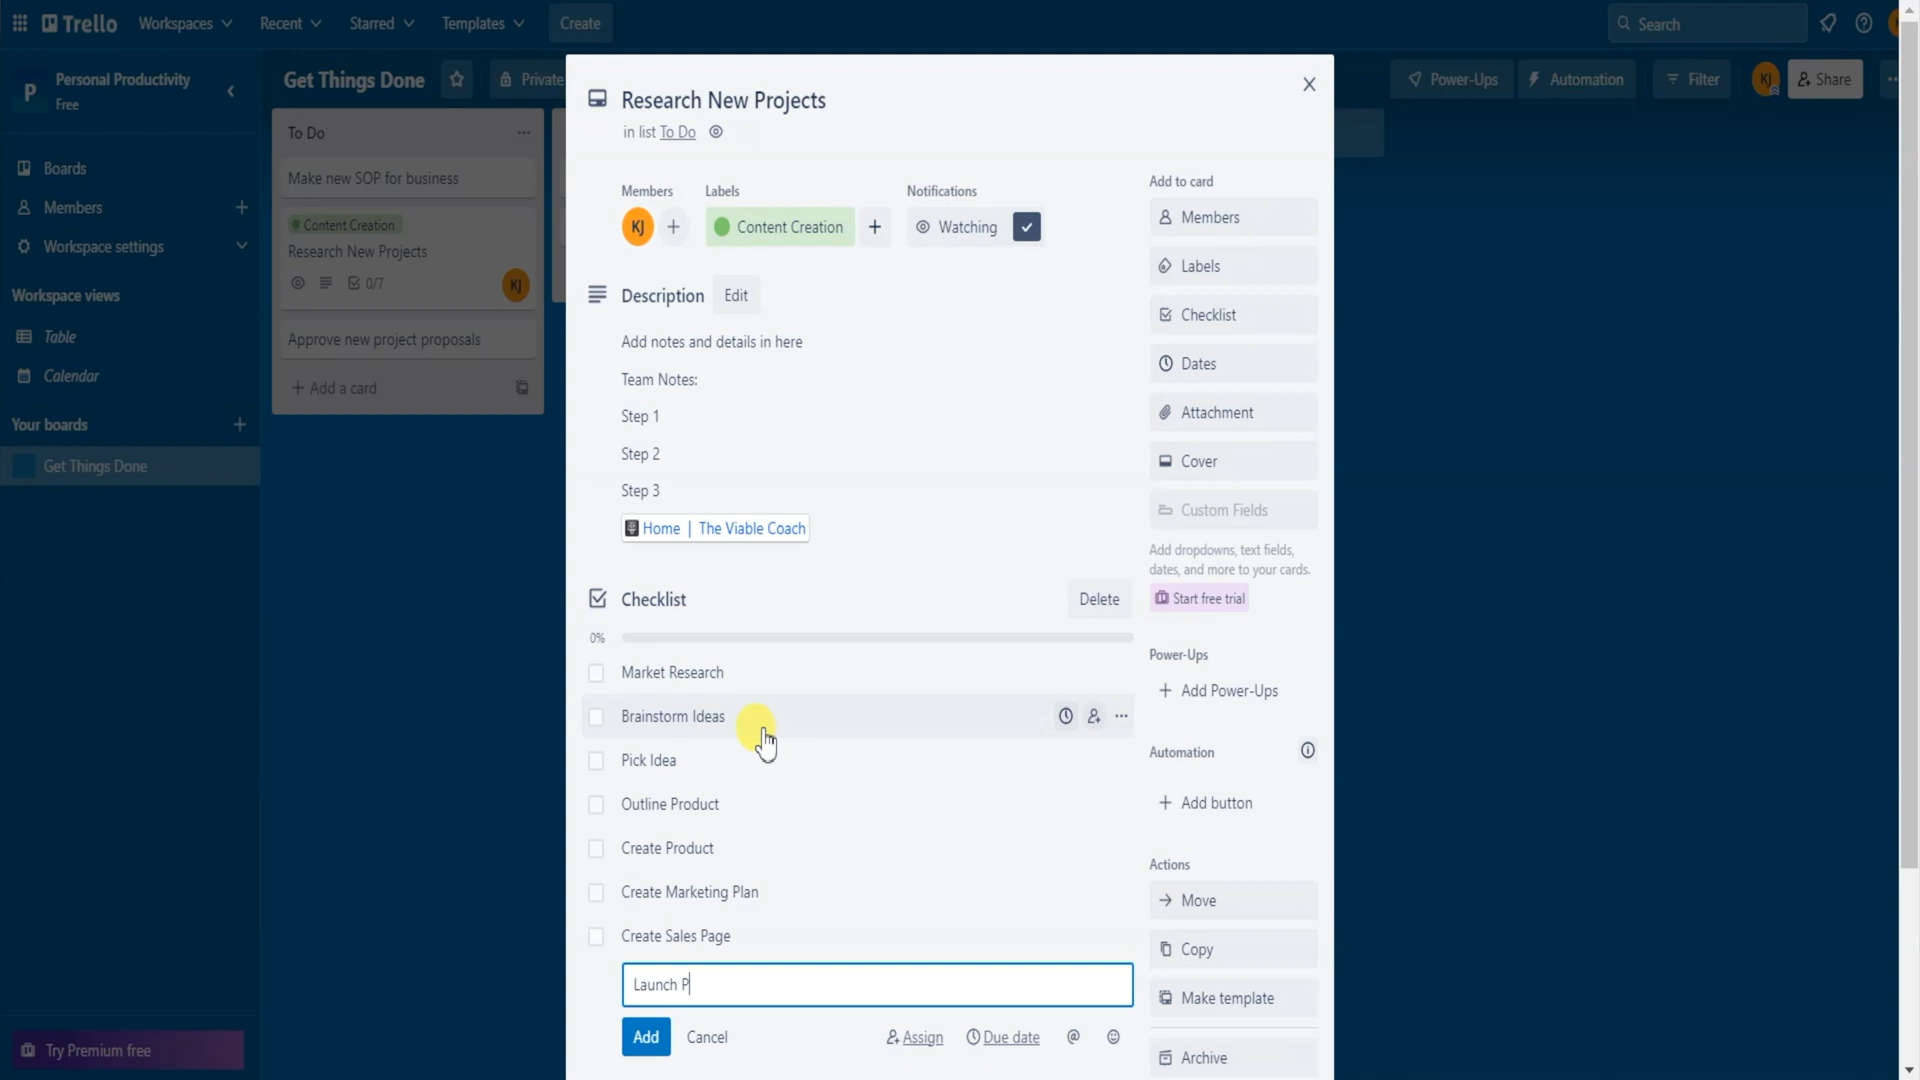 Trello
Workspaces
Recent
Starred
Templates
Create
Search
P
Personal Productivity
Free
Get Things Done
Private
Power-Ups
Automation
Filter
KJ
Share
Boards
Members
Workspace settings
Workspace views
Table
Calendar
Your boards
Get Things Done
Try Premium free
To Do
Make new SOP for business
Content Creation
Research New Projects
0/7
KJ
Approve new project proposals
Add a card
Research New Projects
in list To Do
Members
Labels
Notifications
KJ
Content Creation
Watching
Description
Edit
Add notes and details in here
Team Notes:
Step 1
Step 2
Step 3
Home | The Viable Coach
Checklist
Delete
0%
Market Research
Brainstorm Ideas
Pick Idea
Outline Product
Create Product
Create Marketing Plan
Create Sales Page
Launch P
Add
Cancel
Assign
Due date
@
Add to card
Members
Labels
Checklist
Dates
Attachment
Cover
Custom Fields
Add dropdowns, text fields,
dates, and more to your cards.
Start free trial
Power-Ups
Add Power-Ups
Automation
Add button
Actions
Move
Copy
Make template
Archive